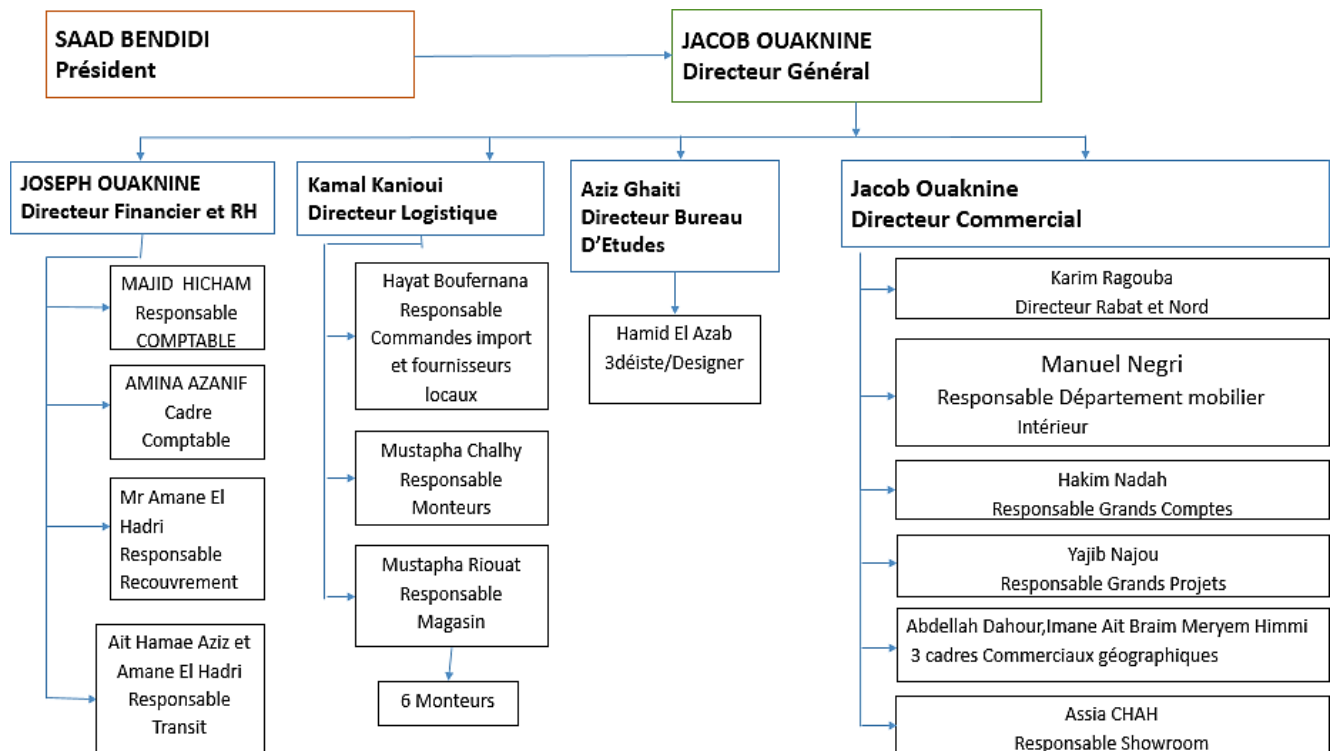 SAAD BENDIDI
Président
JACOB OUAKNINE
Directeur Général
JOSEPH OUAKNINE
Directeur Financier et RH
MAJID HICHAM
Responsable
COMPTABLE
AMINA AZANIF
Cadre
Comptable
Mr Amane El
Hadri
Responsable
Recouvrement
Ait Hamae Aziz et
Amane El Hadri
Responsable
Transit
Kamal Kanioui
Directeur Logistique
Hayat Boufernana
Responsable
Commandes import
et fournisseurs
locaux
Mustapha Chalhy
Responsable
Monteurs
Mustapha Riouat
Responsable
Magasin
6 Monteurs
Aziz Ghaiti
Directeur Bureau
D'Etudes
Hamid El Azab
3déiste/Designer
Jacob Ouaknine
Directeur Commercial
Karim Ragouba
Directeur Rabat et Nord
Manuel Negri
Responsable Département mobilier
Intérieur
Hakim Nadah
Responsable Grands Comptes
Yajib Najou
Responsable Grands Projets
Abdellah Dahour,Imane Ait Braim Meryem Himmi
3 cadres Commerciaux géographiques
Assia CHAH
Responsable Showroom